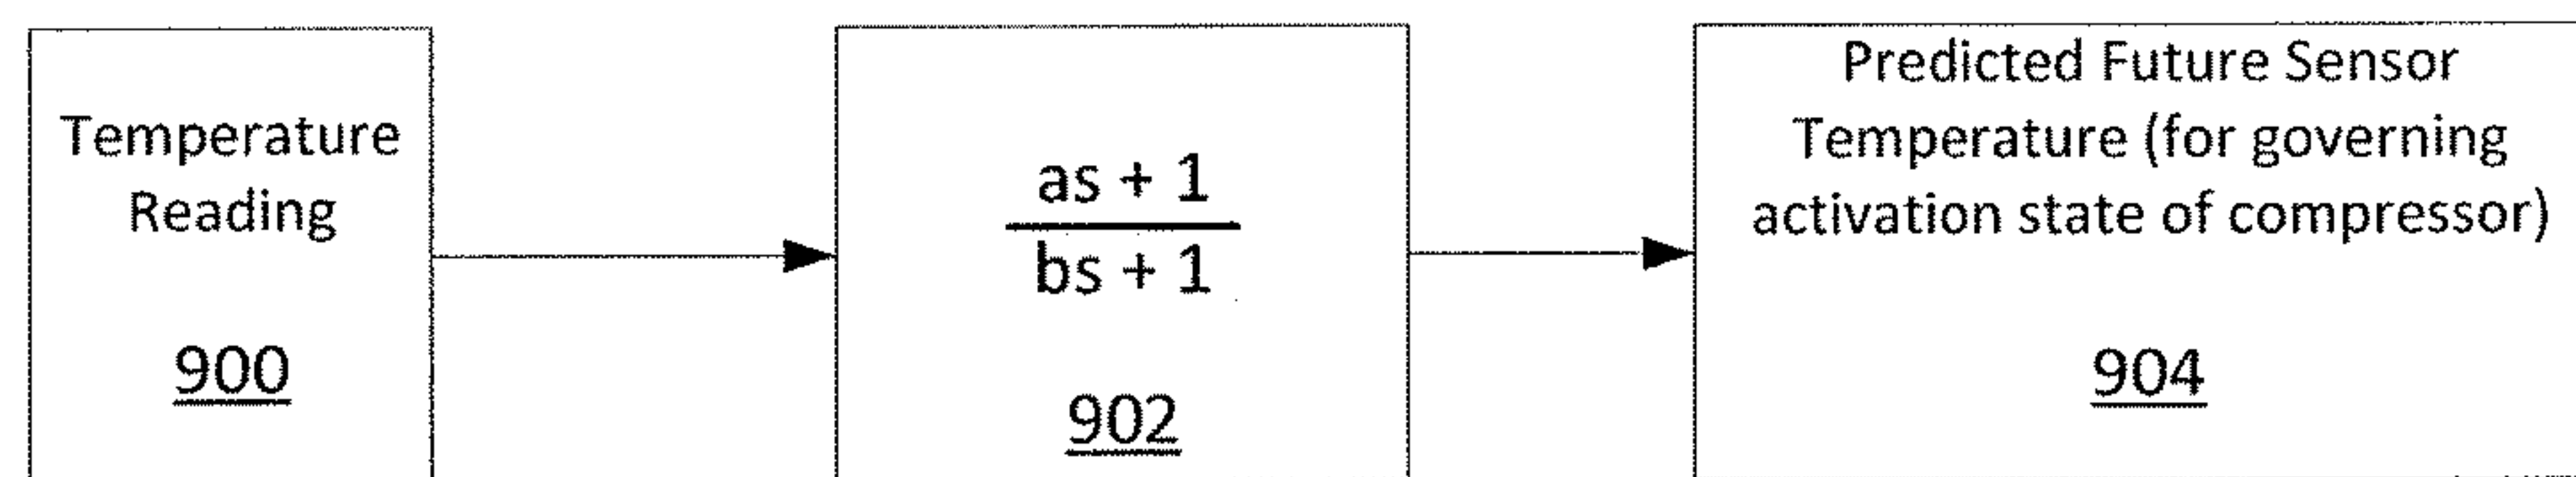 Temperature
Reading
900
as + 1
bs + 1
902
Predicted Future Sensor
Temperature (for governing
activation state of compressor)
904